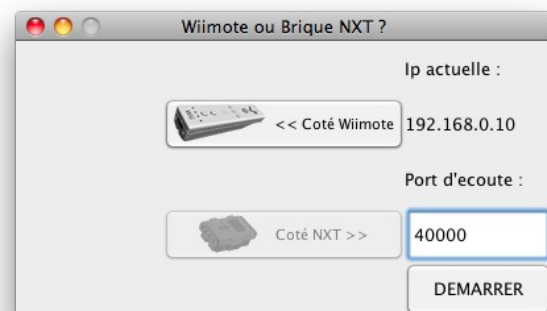 Wiimote ou Brique NXT ?
Ip actuelle :
<< Coté Wiimote
192.168.0.10
Port d'ecoute :
Coté NXT >>
40000
DEMARRER